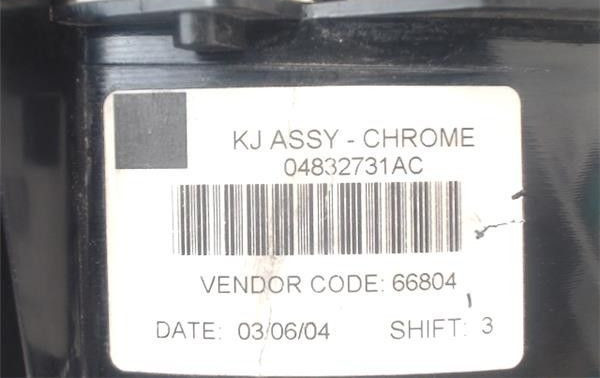 KJ ASSY - CHROME
04832731AC
VENDOR CODE: 66804
DATE: 03/06/04 SHIFT: 3